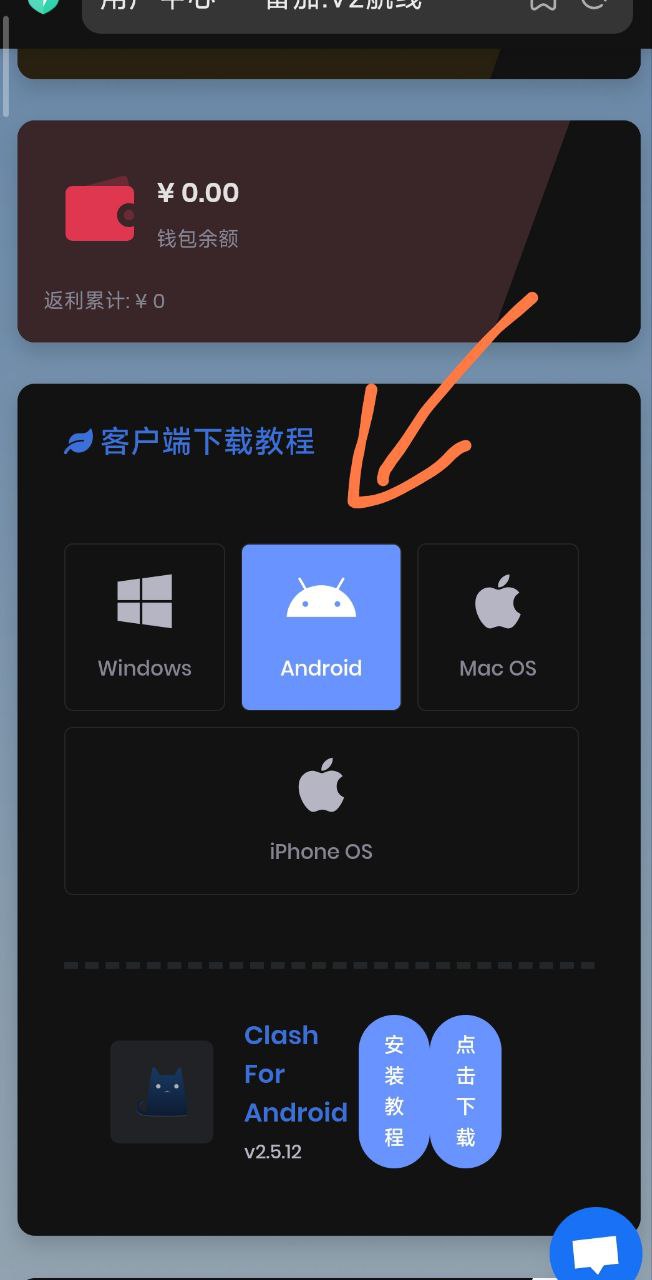 用户中心 番茄.V2航线
¥ 0.00
钱包余额
返利累计: ¥ 0
客户端下载教程
Windows
Android
Mac OS
iPhone OS
Clash
For
Android
v2.5.12
安装教程
点击下载